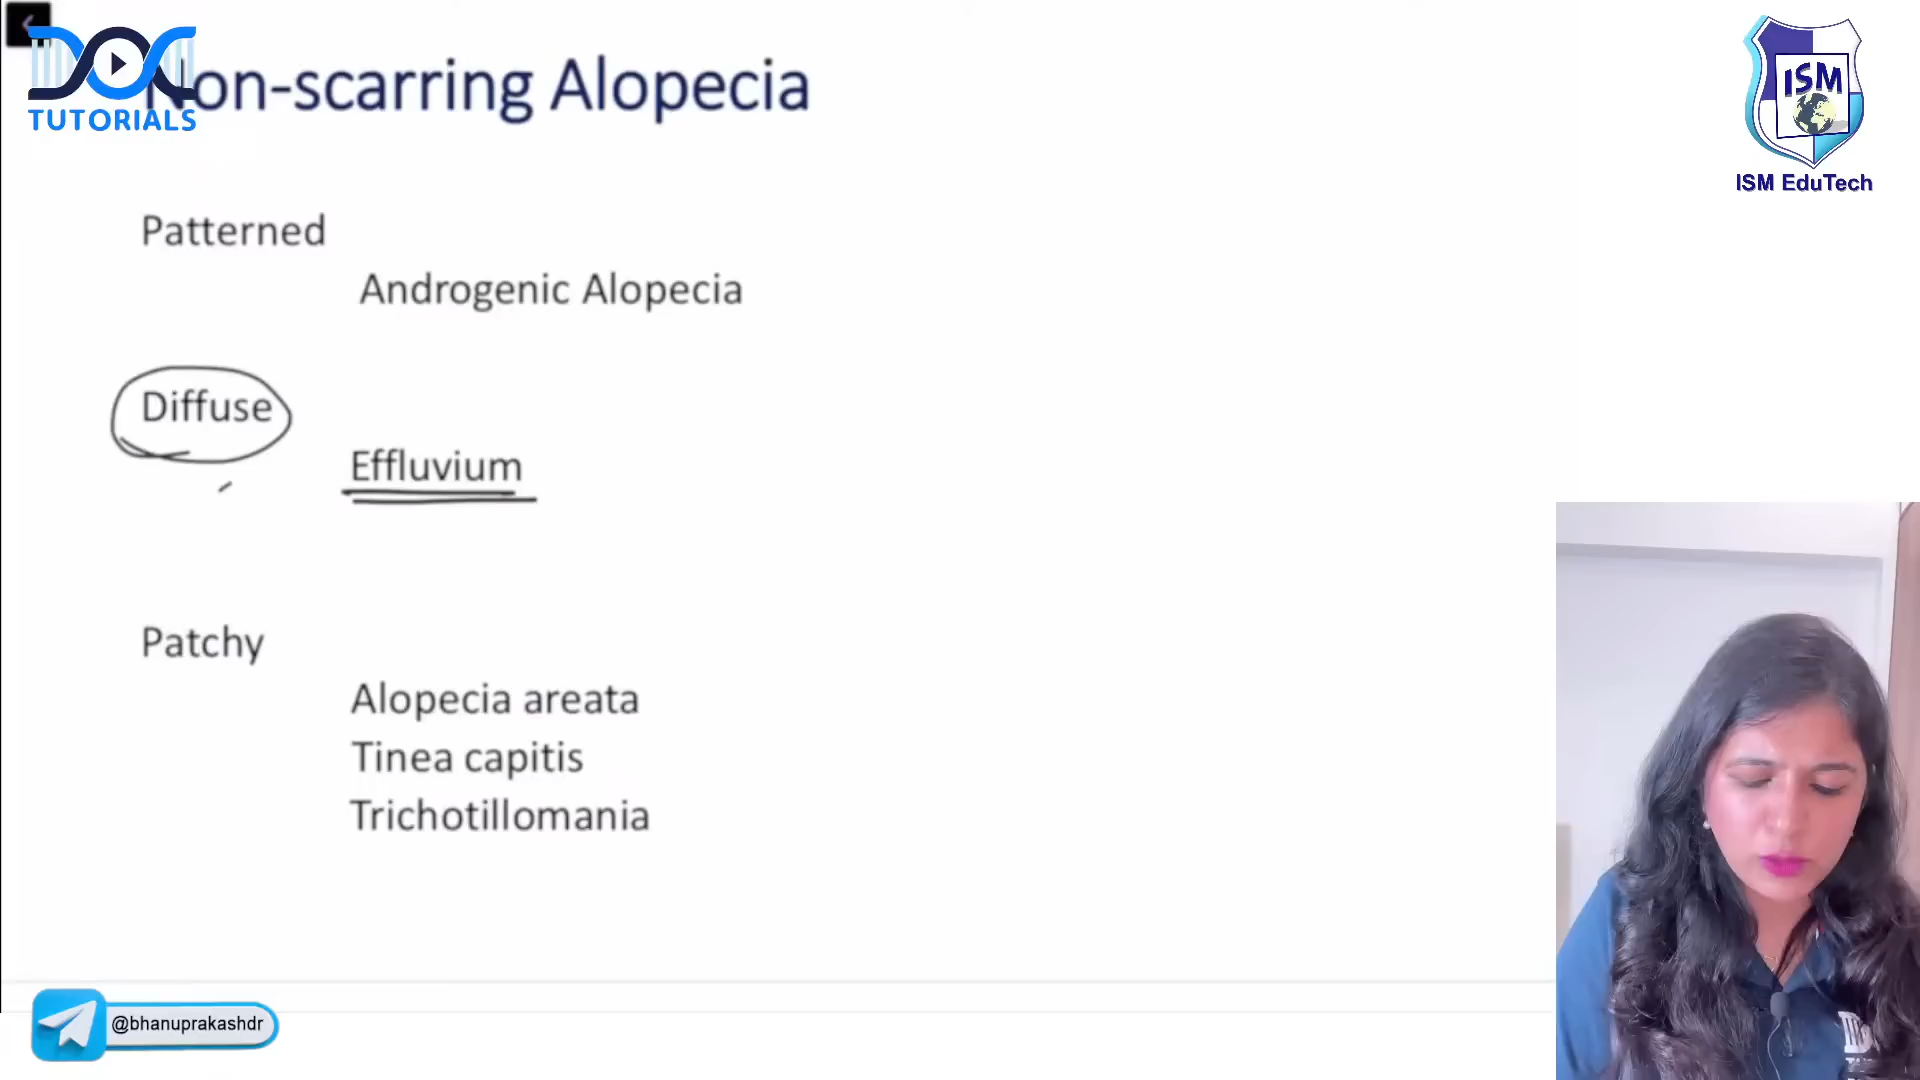 Non-scarring Alopecia
TUTORIALS
ISM
ISM EduTech
Patterned
Androgenic Alopecia
Diffuse
Effluvium
Patchy
Alopecia areata
Tinea capitis
Trichotillomania
@bhanuprakashdr